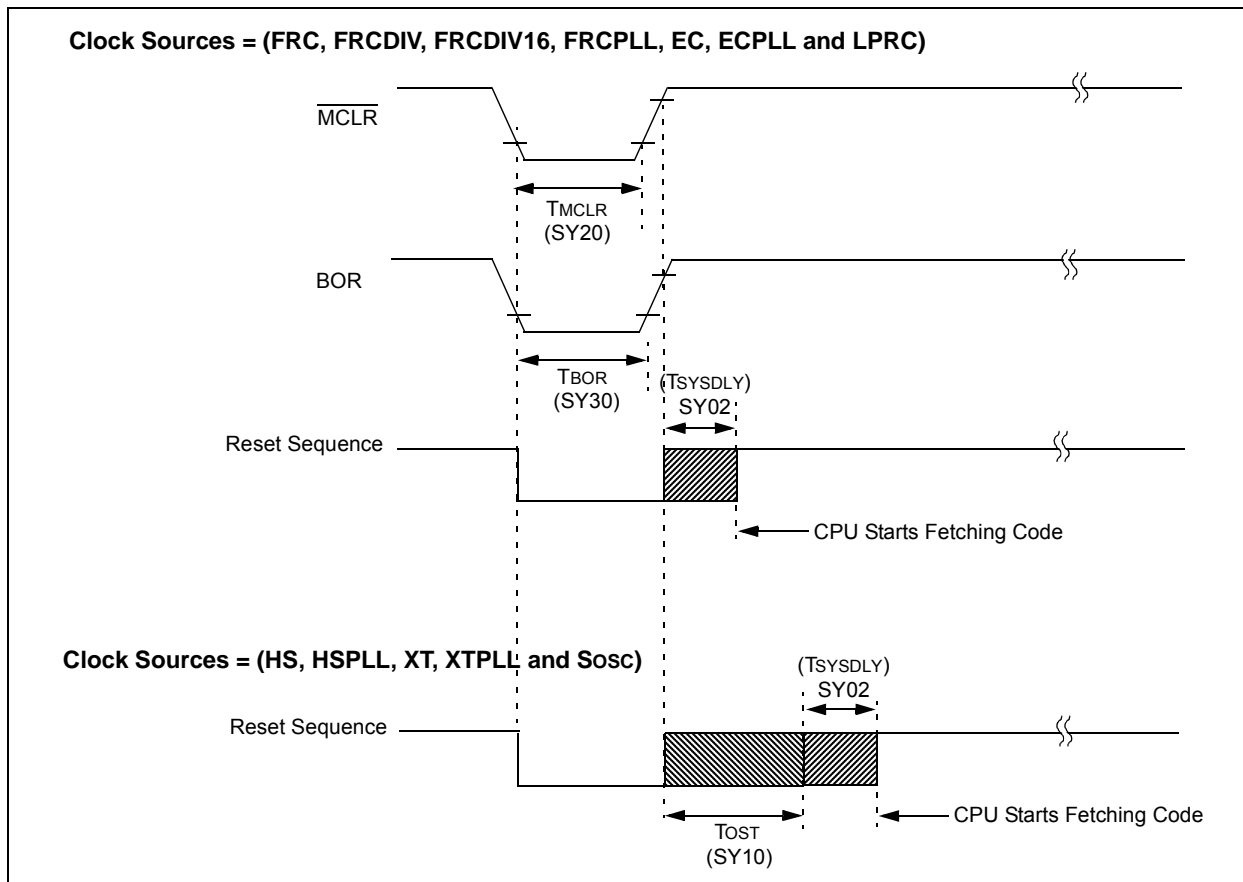 Clock Sources = (FRC, FRCDIV, FRCDIV16, FRCPLL, EC, ECPLL and LPRC)
MCLR
TMCLR
(SY20)
BOR
TBOR
(SY30)
(TSYSDLY)
SY02
Reset Sequence
CPU Starts Fetching Code
Clock Sources = (HS, HSPLL, XT, XTPLL and SOSC)
(TSYSDLY)
SY02
Reset Sequence
CPU Starts Fetching Code
TOST
(SY10)